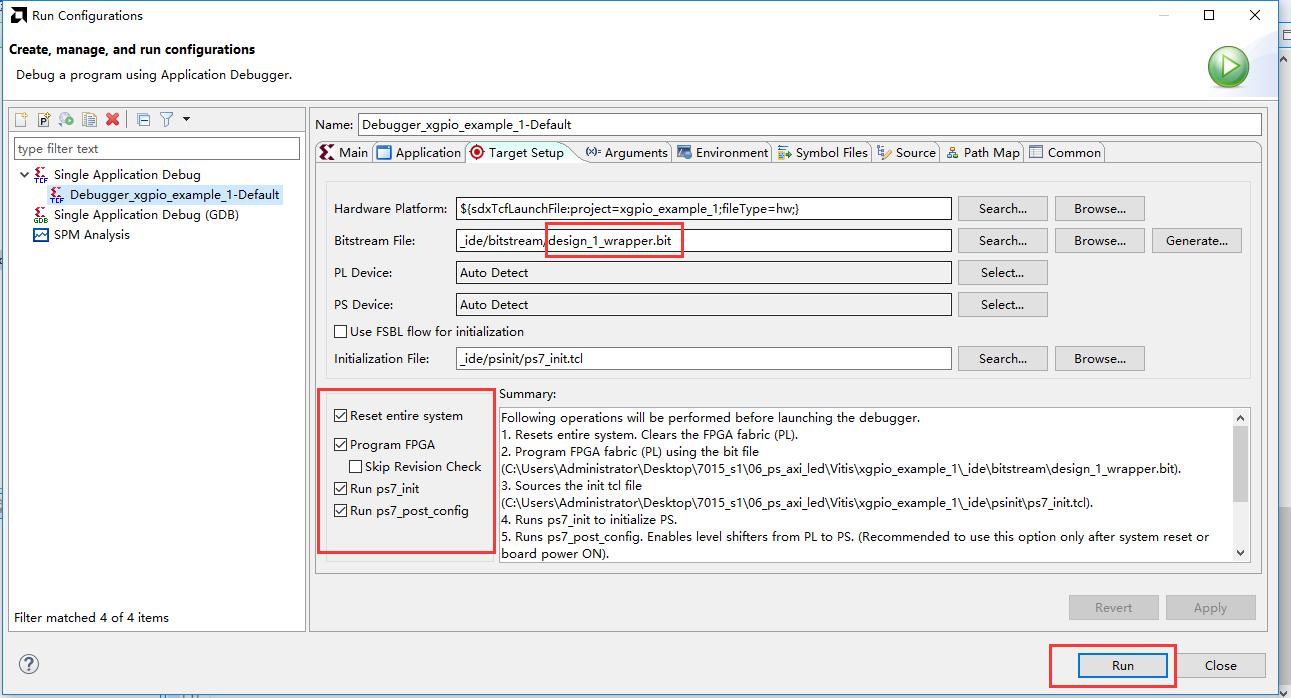 Run Configurations
Create, manage, and run configurations
Debug a program using Application Debugger.
type filter text
Single Application Debug
Debugger_xgpio_example_1-Default
Single Application Debug (GDB)
SPM Analysis
Filter matched 4 of 4 items
Name: Debugger_xgpio_example_1-Default
Main Application Target Setup (x)= Arguments Environment Symbol Files Source Path Map Common
Hardware Platform: ${sdxTcfLaunchFile:project=xgpio_example_1;fileType=hw;} Search... Browse...
Bitstream File: _ide/bitstream/design_1_wrapper.bit Search... Browse... Generate...
PL Device: Auto Detect Select...
PS Device: Auto Detect Select...
Use FSBL flow for initialization
Initialization File: _ide/psinit/ps7_init.tcl Search... Browse...
Reset entire system
Program FPGA
Skip Revision Check
Run ps7_init
Run ps7_post_config
Summary:
Following operations will be performed before launching the debugger.
1. Resets entire system. Clears the FPGA fabric (PL).
2. Program FPGA fabric (PL) using the bit file
(C:\Users\Administrator\Desktop\7015_s1\06_ps_axi_led\Vitis\xgpio_example_1\_ide\bitstream\design_1_wrapper.bit).
3. Sources the init tcl file
(C:\Users\Administrator\Desktop\7015_s1\06_ps_axi_led\Vitis\xgpio_example_1\_ide\psinit\ps7_init.tcl).
4. Runs ps7_init to initialize PS.
5. Runs ps7_post_config. Enables level shifters from PL to PS. (Recommended to use this option only after system reset or
board power ON).
Revert Apply
Run Close